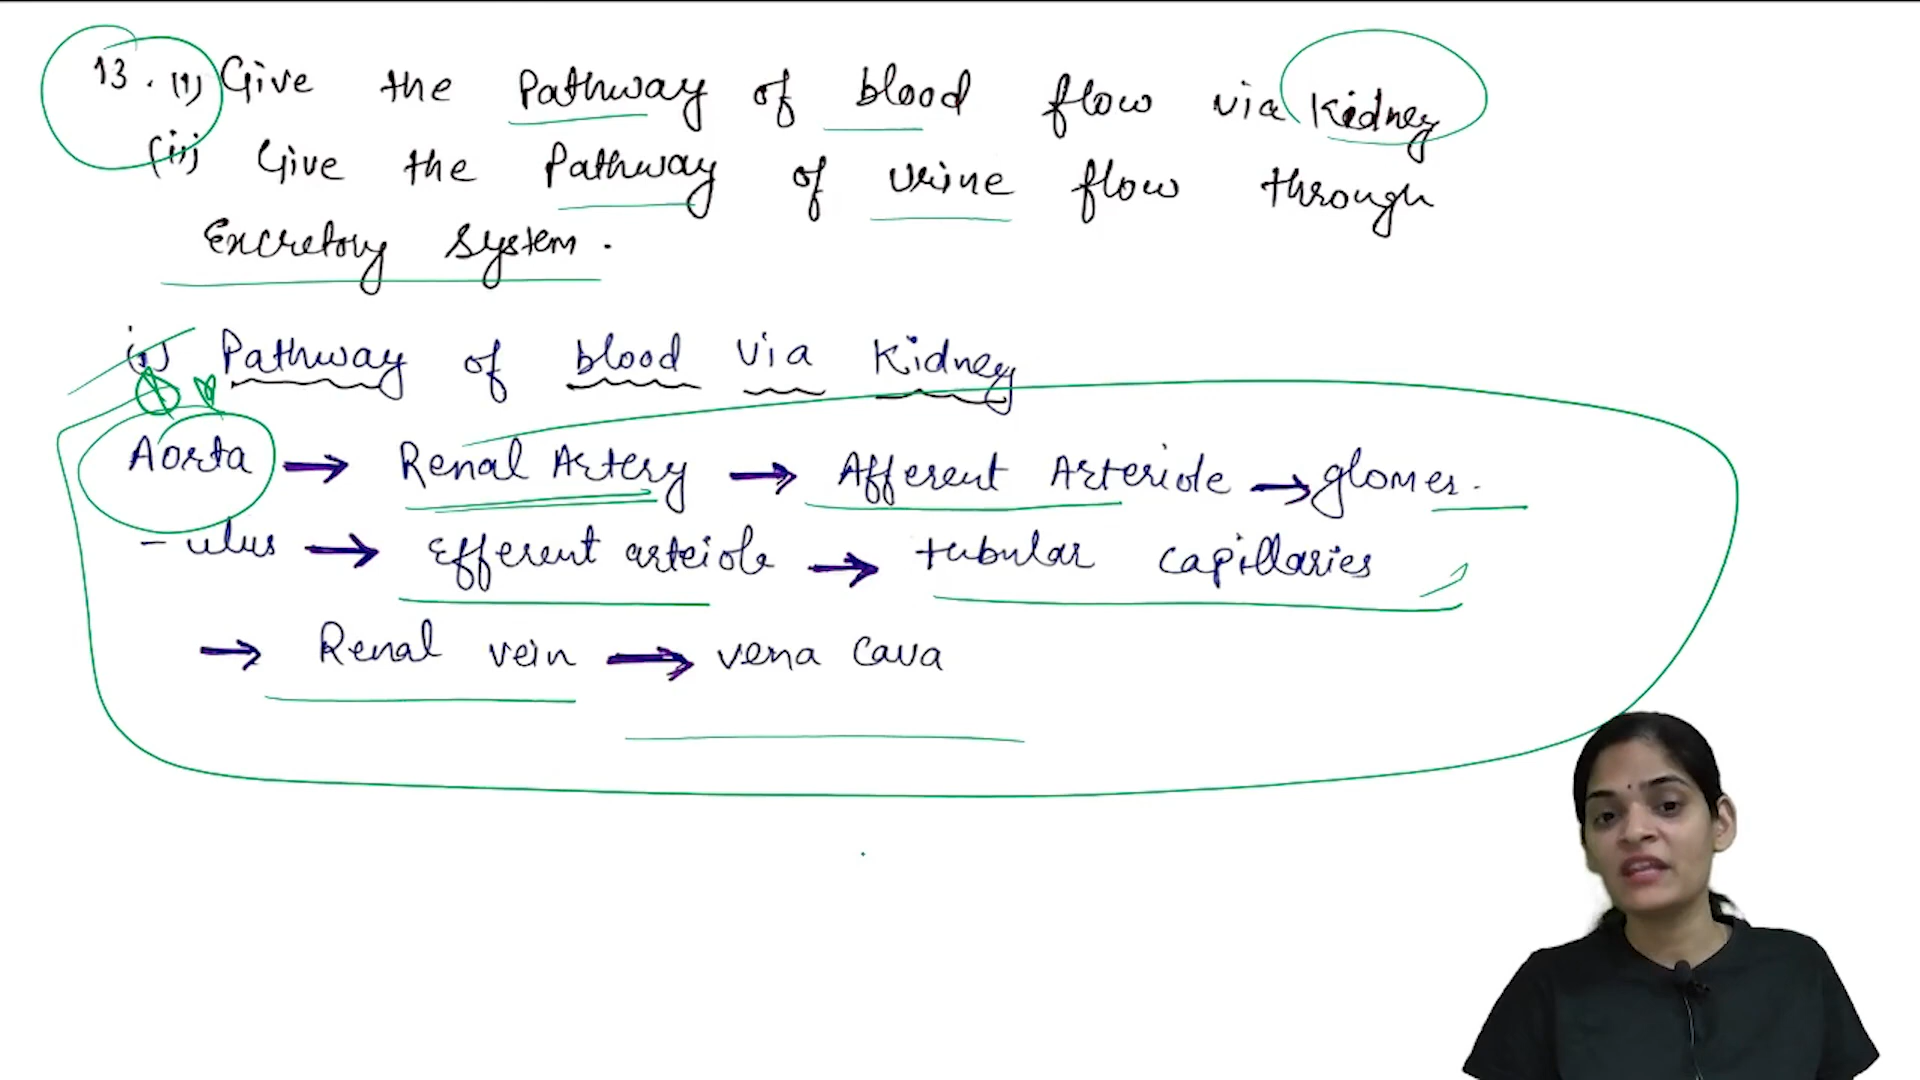 13. (i) Give the Pathway of blood flow via Kidney
(ii) Give the Pathway of urine flow through
Excretory System.
(i) Pathway of blood via Kidney
Aorta → Renal Artery → Afferent Arteriole → glomer.
- ulus → Efferent arteiole → tubular capillaries
→ Renal vein → vena cava